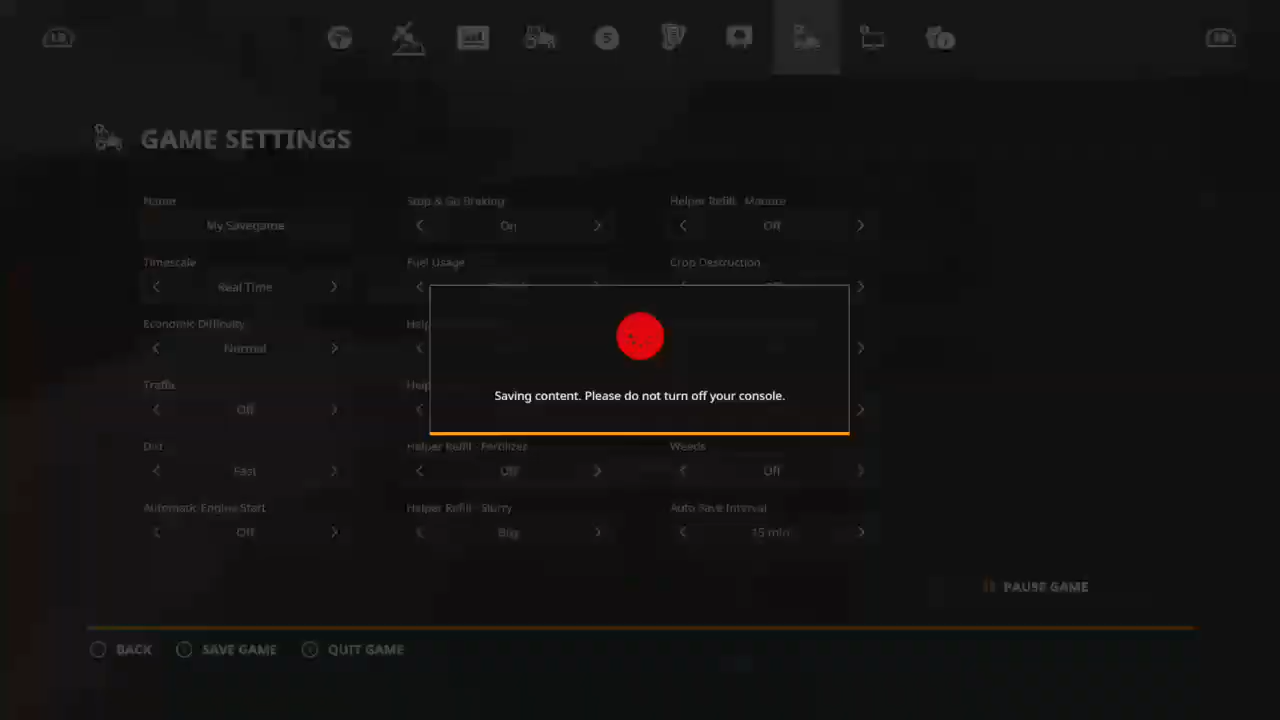 GAME SETTINGS
Name
My Savegame
Stop & Go Braking
On
Helper Refill - Manure
Off
Timescale
Real Time
Fuel Usage
Crop Destruction
Economic Difficulty
Normal
Help
Traffic
Off
Help
Saving content. Please do not turn off your console.
Dirt
Fast
Helper Refill - Fertilizer
Off
Weeds
Off
Automatic Engine Start
Off
Helper Refill - Slurry
Buy
Auto Save Interval
15 min
PAUSE GAME
BACK
SAVE GAME
QUIT GAME